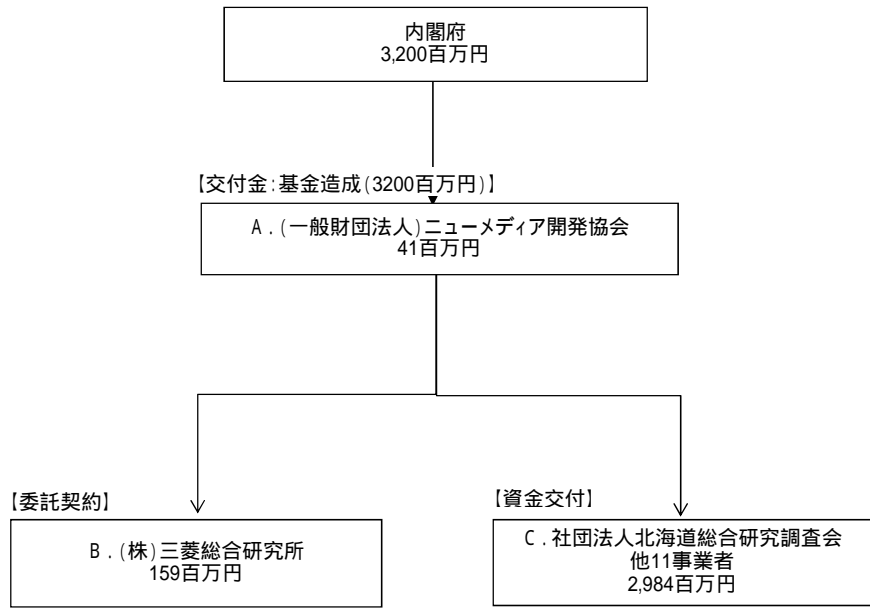 内閣府
3,200百万円
【交付金:基金造成(3200百万円)】
A.(一般財団法人)ニューメディア開発協会
41百万円
【委託契約】
B.(株)三菱総合研究所
159百万円
【資金交付】
C.社団法人北海道総合研究調査会
他11事業者
2,984百万円